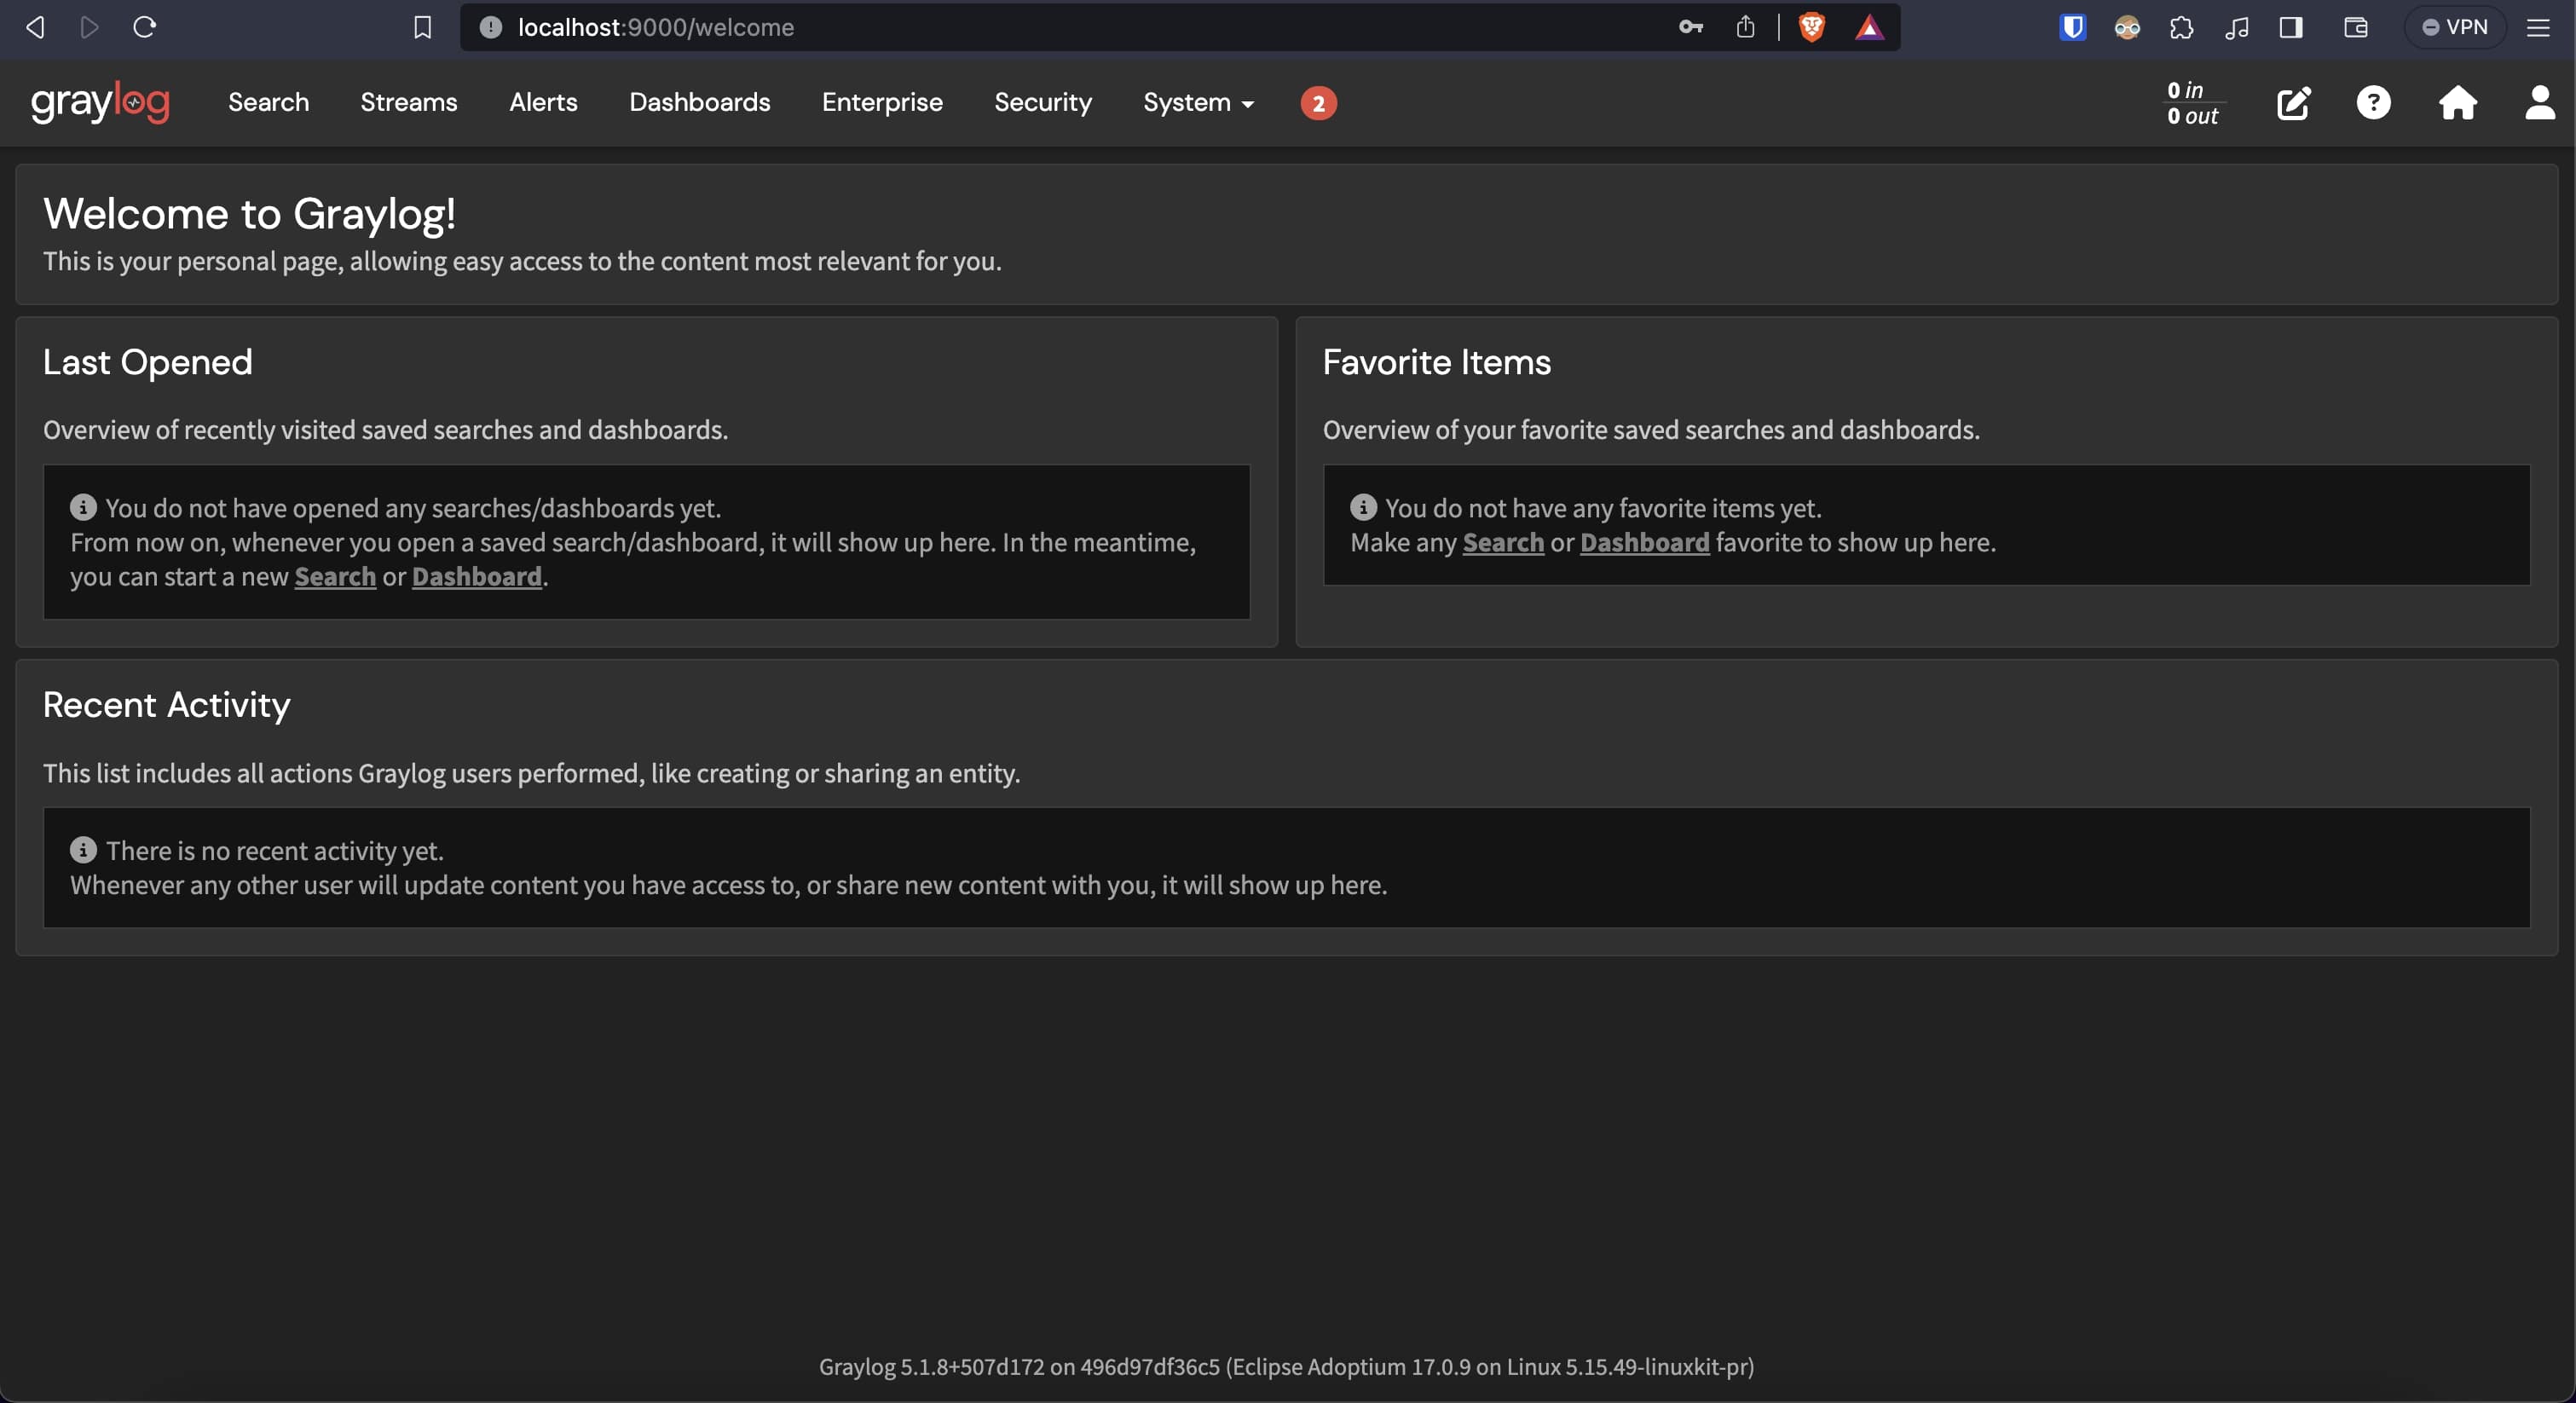 localhost:9000/welcome
VPN
graylog
Search
Streams
Alerts
Dashboards
Enterprise
Security
System
2
0 in
0 out
Welcome to Graylog!
This is your personal page, allowing easy access to the content most relevant for you.
Last Opened
Overview of recently visited saved searches and dashboards.
You do not have opened any searches/dashboards yet.
From now on, whenever you open a saved search/dashboard, it will show up here. In the meantime,
you can start a new Search or Dashboard.
Favorite Items
Overview of your favorite saved searches and dashboards.
You do not have any favorite items yet.
Make any Search or Dashboard favorite to show up here.
Recent Activity
This list includes all actions Graylog users performed, like creating or sharing an entity.
There is no recent activity yet.
Whenever any other user will update content you have access to, or share new content with you, it will show up here.
Graylog 5.1.8+507d172 on 496d97df36c5 (Eclipse Adoptium 17.0.9 on Linux 5.15.49-linuxkit-pr)